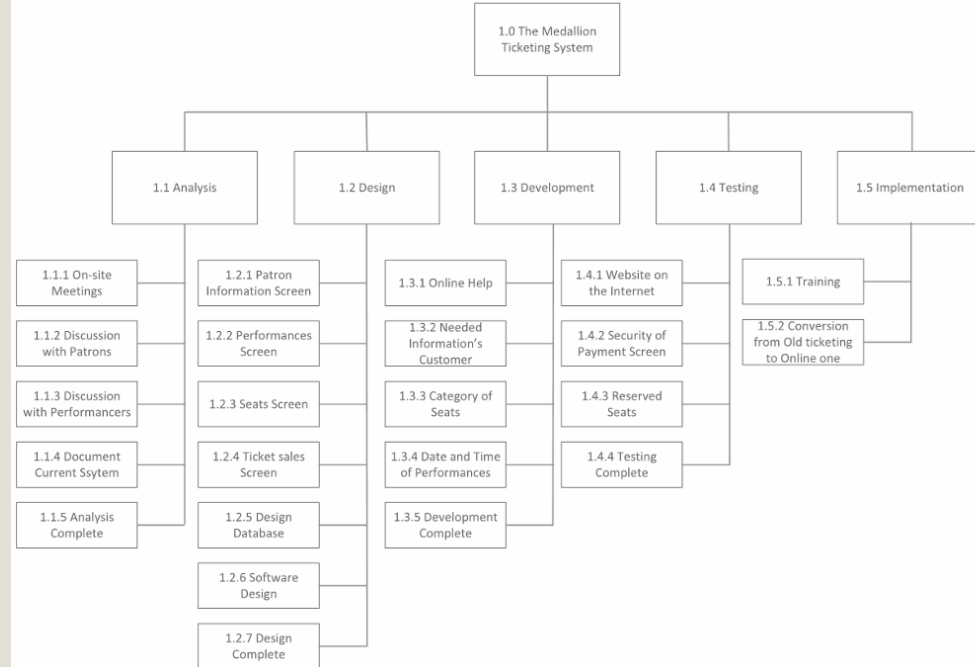 1.0 The Medallion
Ticketing System
1.1 Analysis
1.2 Design
1.3 Development
1.4 Testing
1.5 Implementation
1.1.1 On-site
Meetings
1.1.2 Discussion
with Patrons
1.1.3 Discussion
with Performancers
1.1.4 Document
Current Ssytem
1.1.5 Analysis
Complete
1.2.1 Patron
Information Screen
1.2.2 Performances
Screen
1.2.3 Seats Screen
1.2.4 Ticket sales
Screen
1.2.5 Design
Database
1.2.6 Software
Design
1.2.7 Design
Complete
1.3.1 Online Help
1.3.2 Needed
Information's
Customer
1.3.3 Category of
Seats
1.3.4 Date and Time
of Performances
1.3.5 Development
Complete
1.4.1 Website on
the Internet
1.4.2 Security of
Payment Screen
1.4.3 Reserved
Seats
1.4.4 Testing
Complete
1.5.1 Training
1.5.2 Conversion
from Old ticketing
to Online one